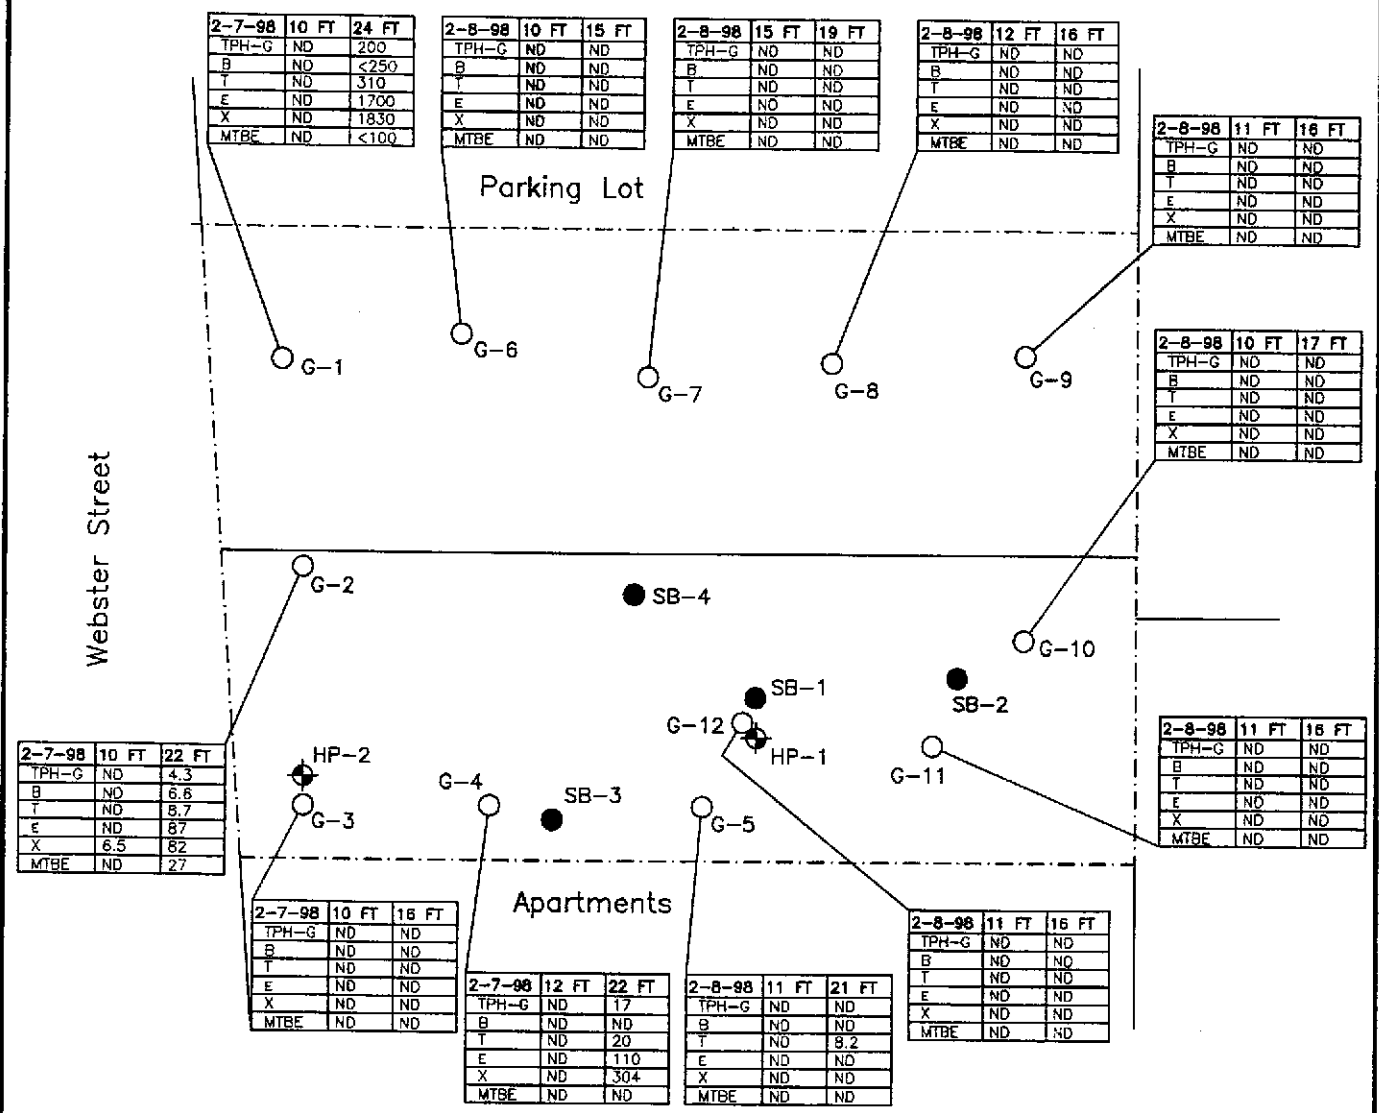 2-7-98 10 FT 24 FT
TPH-G ND 200
B ND <250
T ND 310
E ND 1700
X ND 1830
MTBE ND <100
2-8-98 10 FT 15 FT
TPH-G ND ND
B ND ND
T ND ND
E ND ND
X ND ND
MTBE ND ND
2-8-98 15 FT 19 FT
TPH-G ND ND
B ND ND
T ND ND
E ND ND
X ND ND
MTBE ND ND
2-8-98 12 FT 16 FT
TPH-G ND ND
B ND ND
T ND ND
E ND ND
X ND ND
MTBE ND ND
2-8-98 11 FT 16 FT
TPH-G ND ND
B ND ND
T ND ND
E ND ND
X ND ND
MTBE ND ND
Parking Lot
G-1
G-6
G-7
G-8
G-9
2-8-98 10 FT 17 FT
TPH-G ND ND
B ND ND
T ND ND
E ND ND
X ND ND
MTBE ND ND
Webster Street
G-2
SB-4
G-10
SB-1
SB-2
G-12
HP-1
G-11
HP-2
G-3
G-4
SB-3
G-5
2-7-98 10 FT 22 FT
TPH-G ND 4.3
B ND 6.6
T ND 8.7
E ND 87
X 6.5 82
MTBE ND 27
2-8-98 11 FT 16 FT
TPH-G ND ND
B ND ND
T ND ND
E ND ND
X ND ND
MTBE ND ND
Apartments
2-7-98 10 FT 16 FT
TPH-G ND ND
B ND ND
T ND ND
E ND ND
X ND ND
MTBE ND ND
2-7-98 12 FT 22 FT
TPH-G ND 17
B ND ND
T ND 20
E ND 110
X ND 304
MTBE ND ND
2-8-98 11 FT 21 FT
TPH-G ND ND
B ND ND
T ND 8.2
E ND ND
X ND ND
MTBE ND ND
2-8-98 11 FT 16 FT
TPH-G ND ND
B ND ND
T ND ND
E ND ND
X ND ND
MTBE ND ND